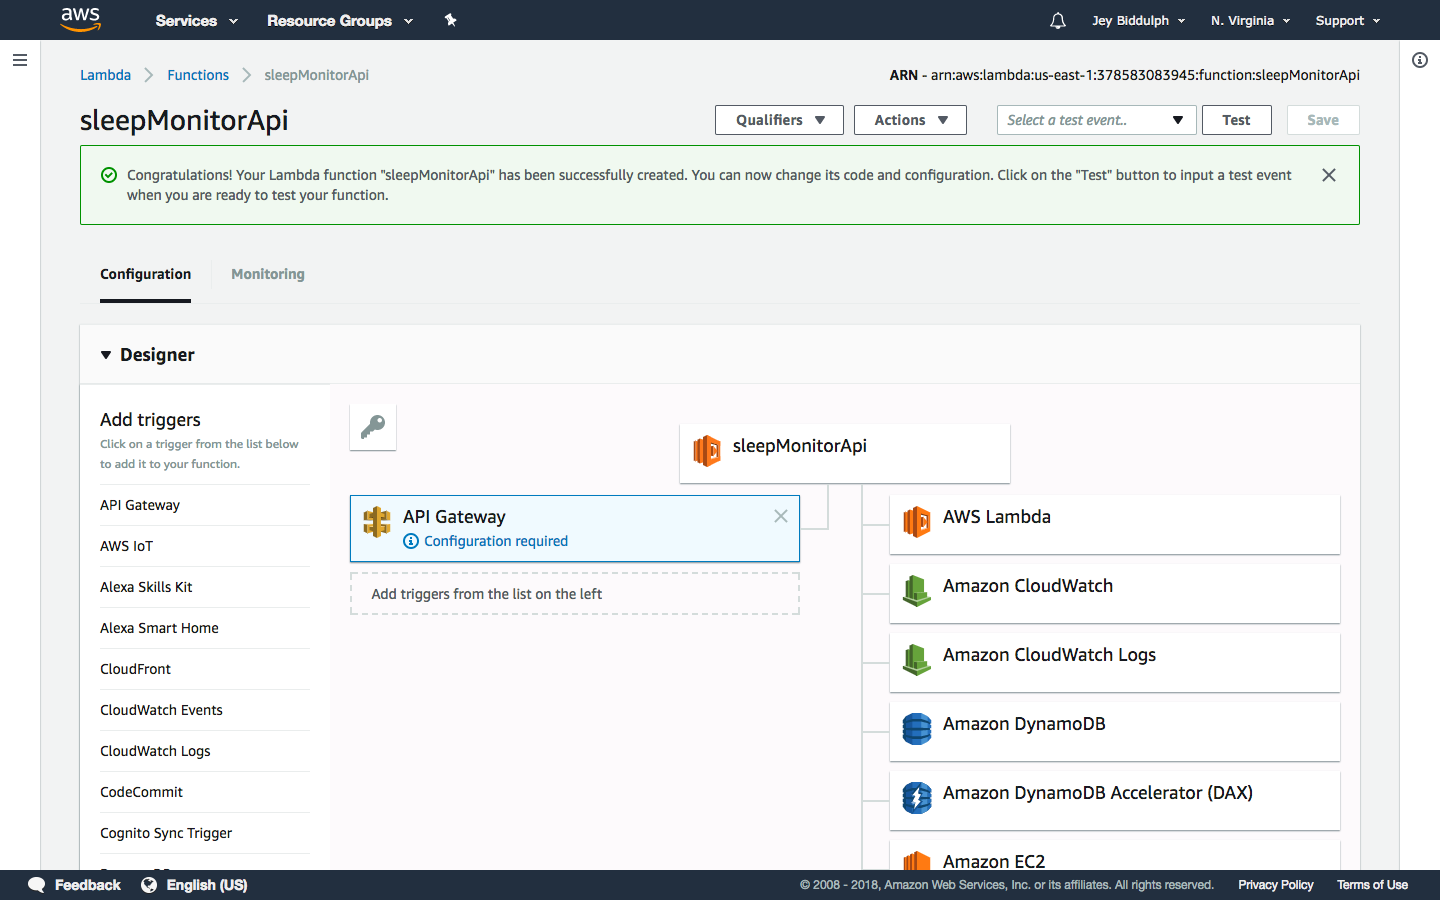 aws Services Resource Groups Jey Biddulph N. Virginia Support
Lambda Functions sleepMonitorApi
ARN - arn:aws:lambda:us-east-1:378583083945:function:sleepMonitorApi
sleepMonitorApi
Qualifiers Actions Select a test event.. Test Save
Congratulations! Your Lambda function "sleepMonitorApi" has been successfully created. You can now change its code and configuration. Click on the "Test" button to input a test event
when you are ready to test your function.
Configuration Monitoring
Designer
Add triggers
Click on a trigger from the list below
to add it to your function.
API Gateway
AWS IoT
Alexa Skills Kit
Alexa Smart Home
CloudFront
CloudWatch Events
CloudWatch Logs
CodeCommit
Cognito Sync Trigger
sleepMonitorApi
API Gateway
Configuration required
Add triggers from the list on the left
AWS Lambda
Amazon CloudWatch
Amazon CloudWatch Logs
Amazon DynamoDB
Amazon DynamoDB Accelerator (DAX)
Amazon EC2
Feedback English (US)
© 2008 - 2018, Amazon Web Services, Inc. or its affiliates. All rights reserved. Privacy Policy Terms of Use